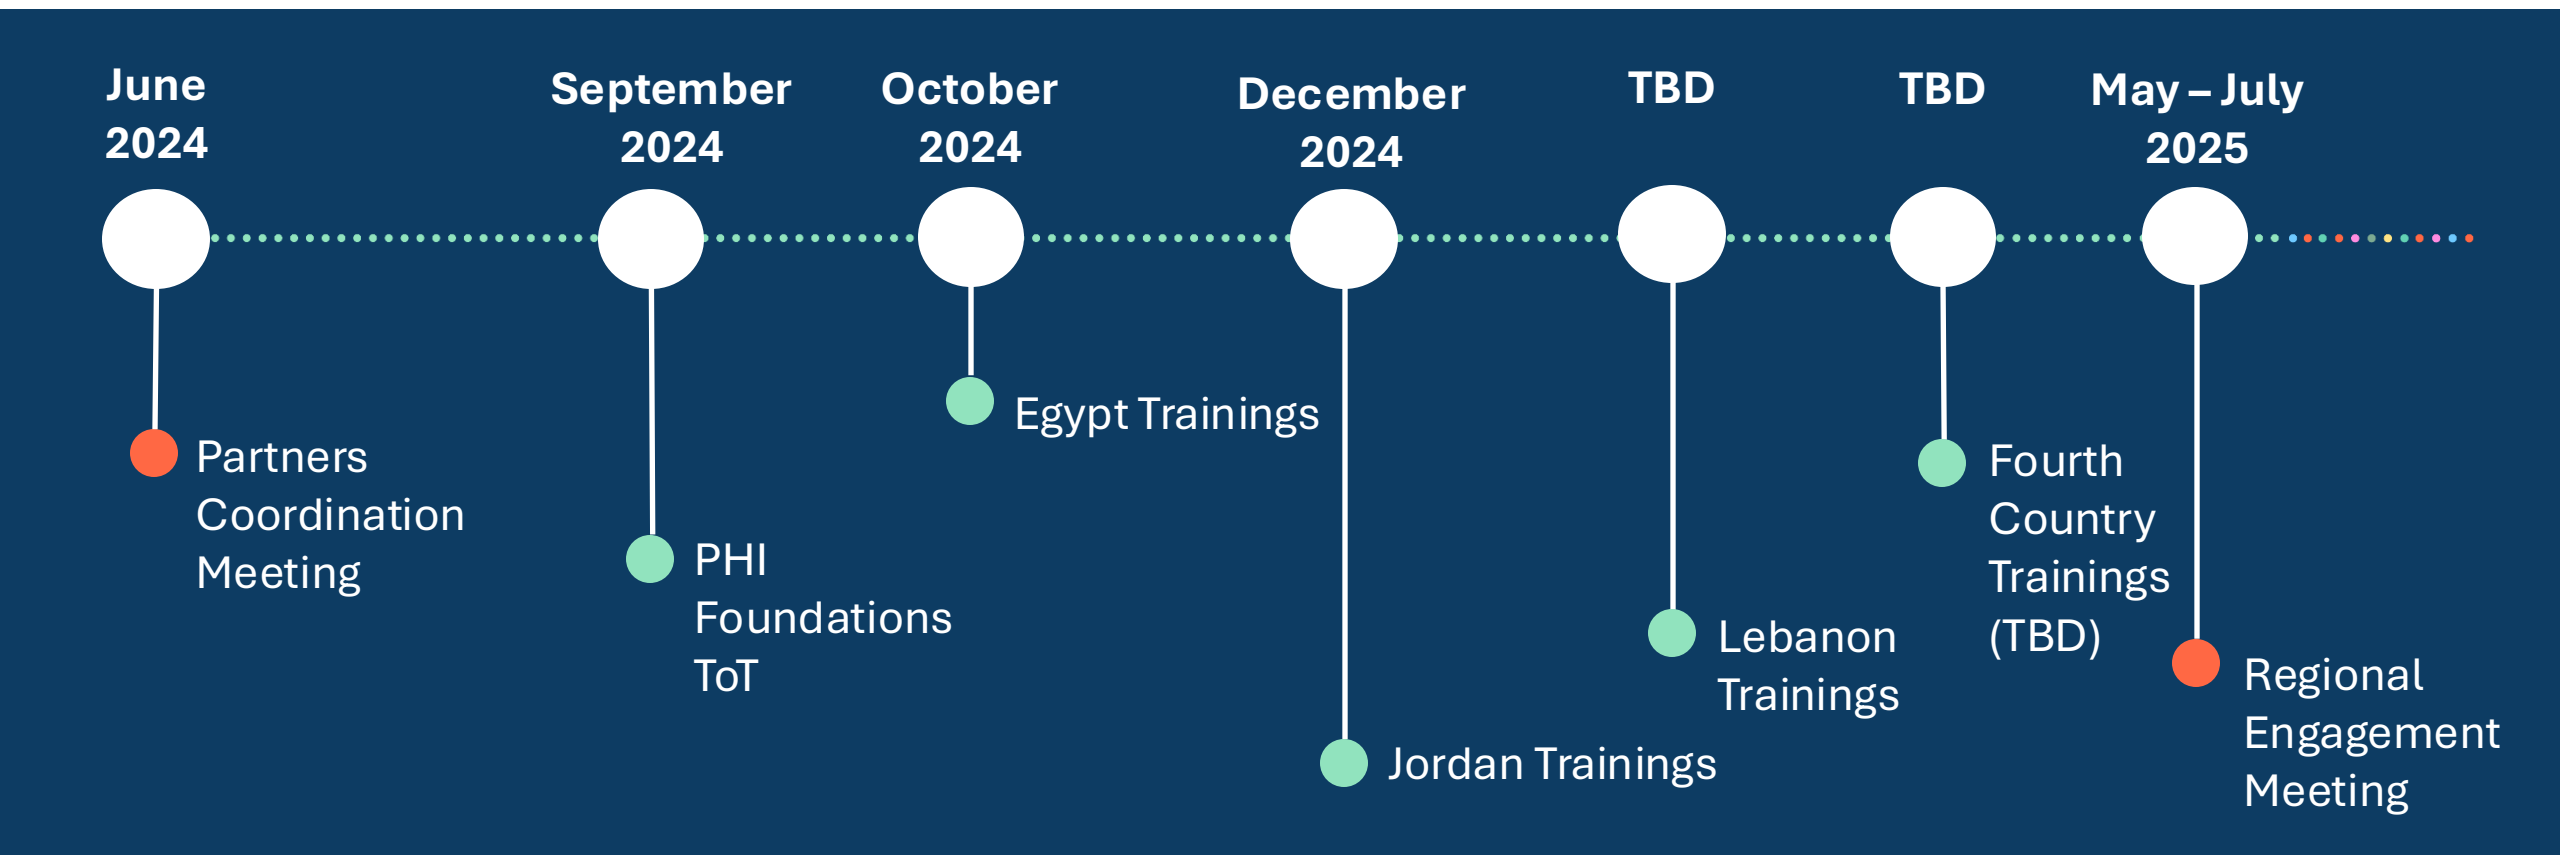 June
2024
September
2024
October
2024
December
2024
TBD
TBD
May – July
2025
Partners
Coordination
Meeting
PHI
Foundations
ToT
Egypt Trainings
Jordan Trainings
Lebanon
Trainings
Fourth
Country
Trainings
(TBD)
Regional
Engagement
Meeting